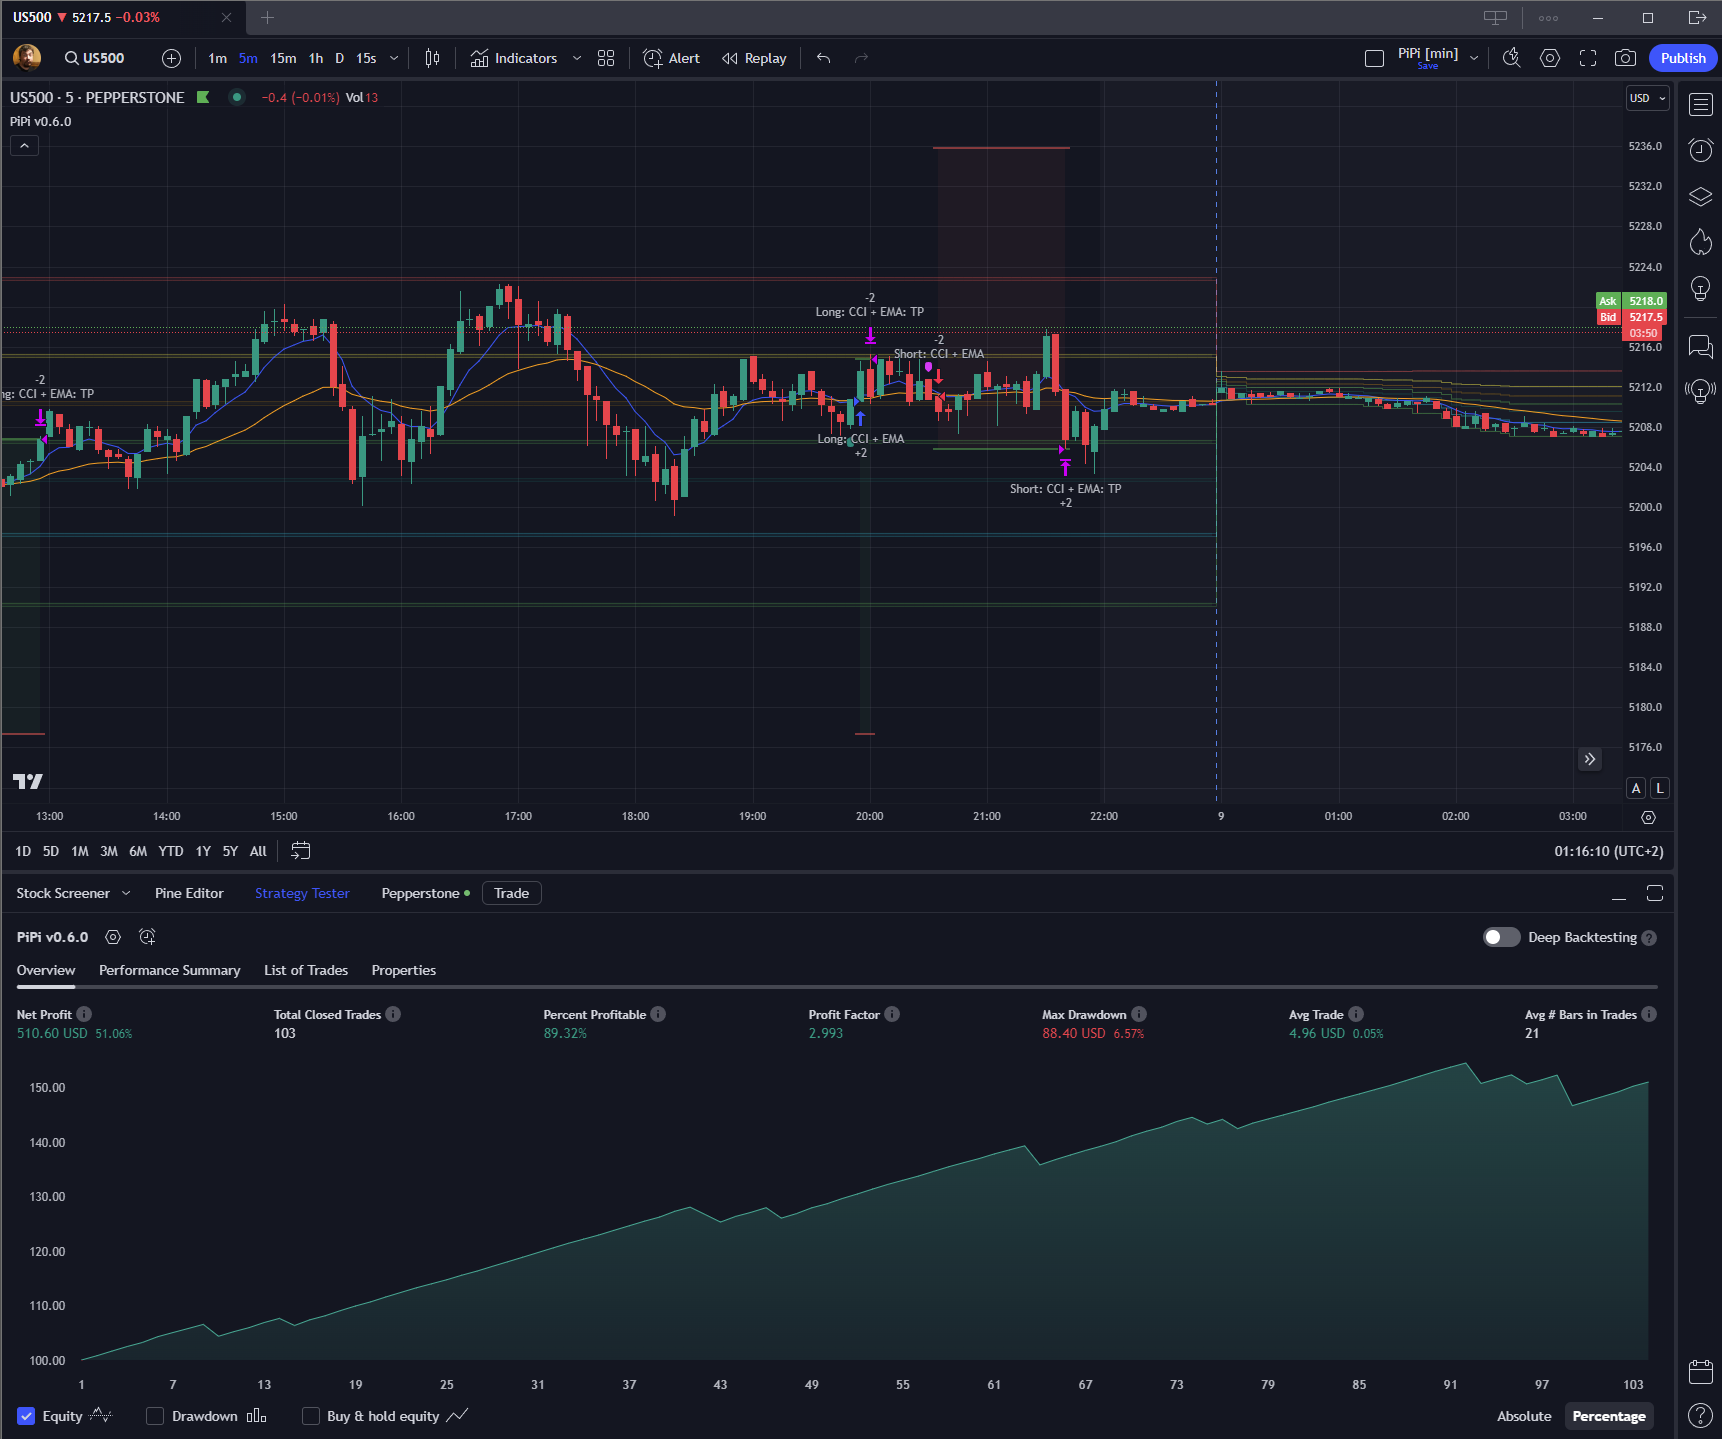 US500 ▼ 5217.5 −0.03%
US500 1m 5m 15m 1h D 15s Indicators Alert Replay PiPi [min] Save Publish
US500 · 5 · PEPPERSTONE −0.4 (−0.01%) Vol 13
USD
PiPi v0.6.0
5236.0
5232.0
5228.0
5224.0
Ask 5218.0
Bid 5217.5
03:50
5216.0
5212.0
5208.0
5204.0
5200.0
5196.0
5192.0
5188.0
5184.0
5180.0
5176.0
-2
ng: CCI + EMA: TP
-2
Long: CCI + EMA: TP
-2
Short: CCI + EMA
Long: CCI + EMA
+2
Short: CCI + EMA: TP
+2
A L
13:00 14:00 15:00 16:00 17:00 18:00 19:00 20:00 21:00 22:00 9 01:00 02:00 03:00
1D 5D 1M 3M 6M YTD 1Y 5Y All 01:16:10 (UTC+2)
Stock Screener Pine Editor Strategy Tester Pepperstone Trade
PiPi v0.6.0 Deep Backtesting
Overview Performance Summary List of Trades Properties
Net Profit Total Closed Trades Percent Profitable Profit Factor Max Drawdown Avg Trade Avg # Bars in Trades
510.60 USD 51.06% 103 89.32% 2.993 88.40 USD 6.57% 4.96 USD 0.05% 21
150.00
140.00
130.00
120.00
110.00
100.00
1 7 13 19 25 31 37 43 49 55 61 67 73 79 85 91 97 103
Equity Drawdown Buy & hold equity Absolute Percentage